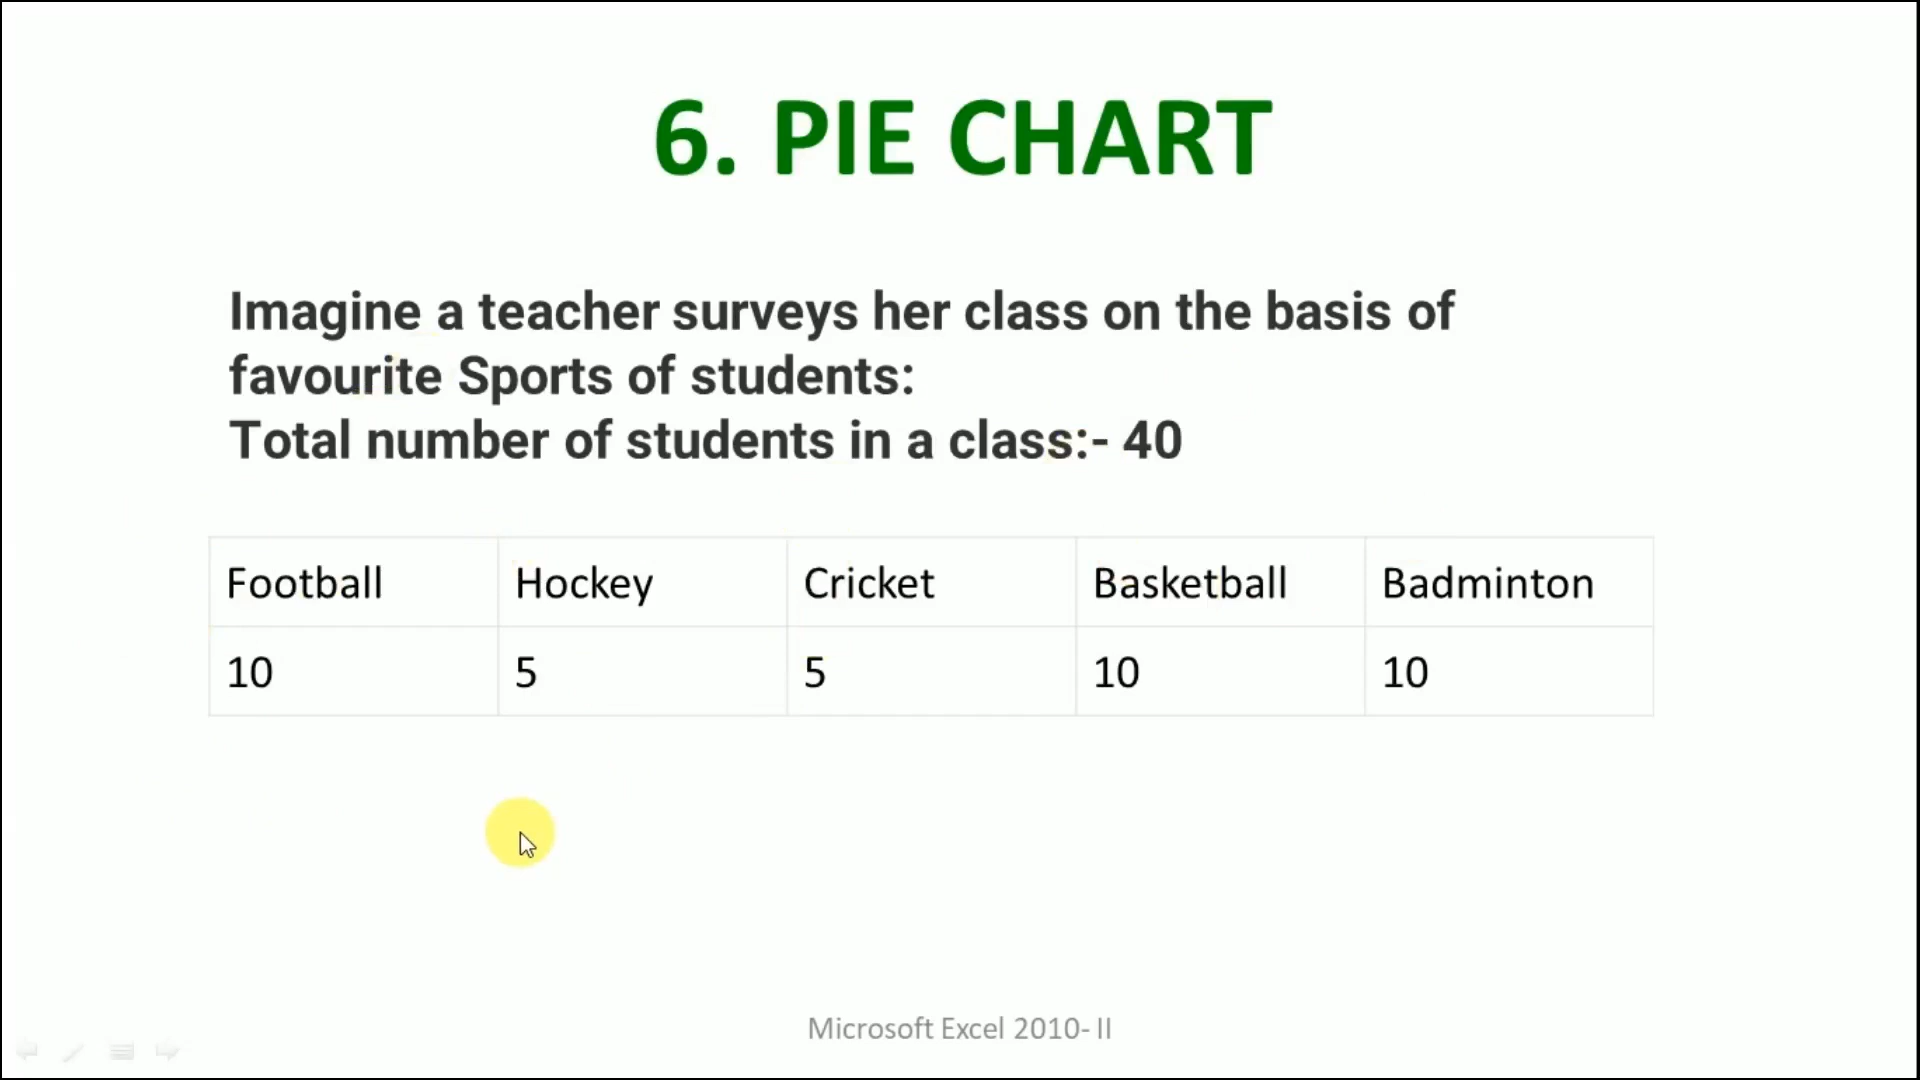 6. PIE CHART
Imagine a teacher surveys her class on the basis of
favourite Sports of students:
Total number of students in a class:- 40
Football Hockey Cricket Basketball Badminton
10 5 5 10 10
Microsoft Excel 2010- II